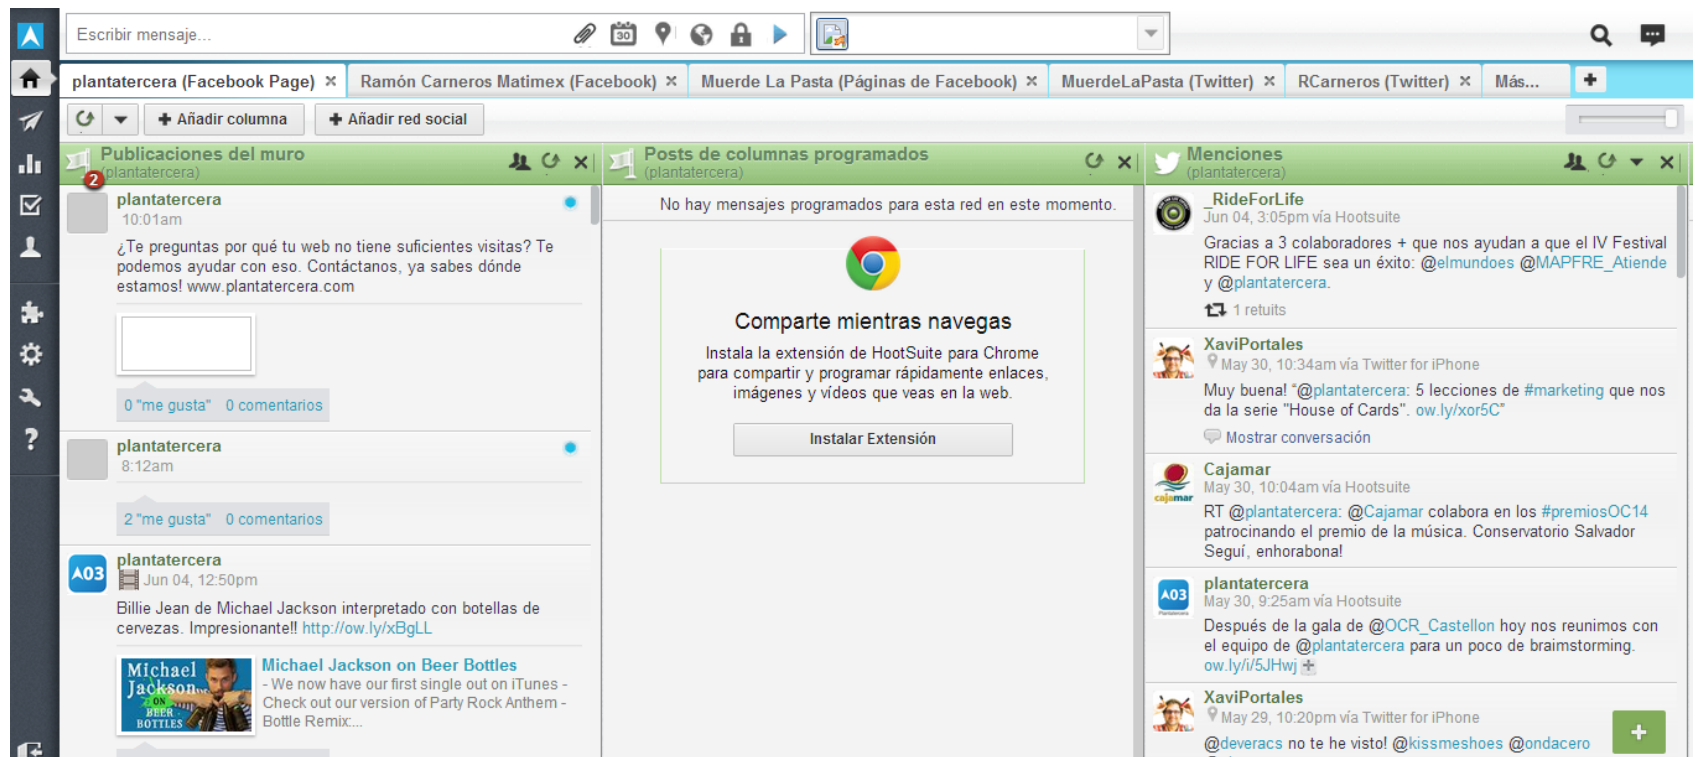 Escribir mensaje...
30
plantatercera (Facebook Page) ×
Ramón Carneros Matimex (Facebook) ×
Muerde La Pasta (Páginas de Facebook) ×
MuerdeLaPasta (Twitter) ×
RCarneros (Twitter) ×
Más...
+ Añadir columna
+ Añadir red social
Publicaciones del muro
(plantatercera)
2
plantatercera
10:01am
¿Te preguntas por qué tu web no tiene suficientes visitas? Te
podemos ayudar con eso. Contáctanos, ya sabes dónde
estamos! www.plantatercera.com
0 "me gusta" 0 comentarios
plantatercera
8:12am
2 "me gusta" 0 comentarios
A03
plantatercera
Jun 04, 12:50pm
Billie Jean de Michael Jackson interpretado con botellas de
cervezas. Impresionante!! http://ow.ly/xBgLL
Michael
Jackson
ON
BEER
BOTTLES
Michael Jackson on Beer Bottles
- We now have our first single out on iTunes -
Check out our version of Party Rock Anthem -
Bottle Remix:...
Posts de columnas programados
(plantatercera)
No hay mensajes programados para esta red en este momento.
Comparte mientras navegas
Instala la extensión de HootSuite para Chrome
para compartir y programar rápidamente enlaces,
imágenes y vídeos que veas en la web.
Instalar Extensión
Menciones
(plantatercera)
_RideForLife
Jun 04, 3:05pm vía Hootsuite
Gracias a 3 colaboradores + que nos ayudan a que el IV Festival
RIDE FOR LIFE sea un éxito: @elmundoes @MAPFRE_Atiende
y @plantatercera.
1 retuits
XaviPortales
May 30, 10:34am vía Twitter for iPhone
Muy buena! “@plantatercera: 5 lecciones de #marketing que nos
da la serie "House of Cards". ow.ly/xor5C”
Mostrar conversación
cajamar
Cajamar
May 30, 10:04am vía Hootsuite
RT @plantatercera: @Cajamar colabora en los #premiosOC14
patrocinando el premio de la música. Conservatorio Salvador
Seguí, enhorabona!
A03
plantatercera
May 30, 9:25am vía Hootsuite
Después de la gala de @OCR_Castellon hoy nos reunimos con
el equipo de @plantatercera para un poco de braimstorming.
ow.ly/i/5JHwj +
XaviPortales
May 29, 10:20pm vía Twitter for iPhone
@deveracs no te he visto! @kissmeshoes @ondacero